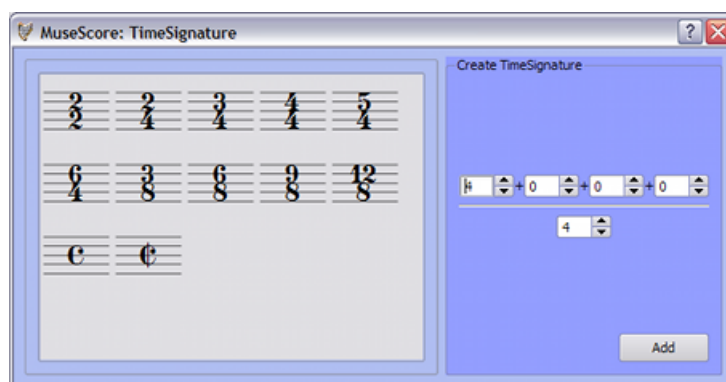 MuseScore: TimeSignature
Create TimeSignature
2 2 3 4 5
2 4 4 4 4
6 3 6 9 12
4 8 8 8 8
4 + 0 + 0 + 0
4
Add